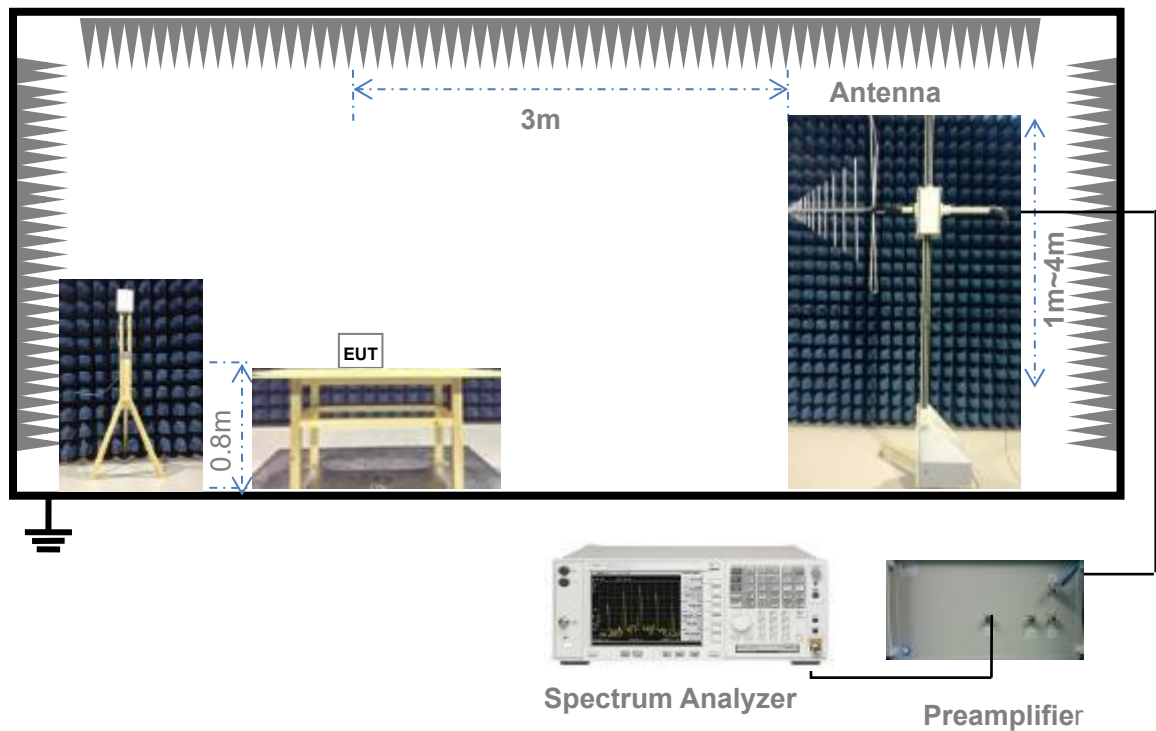 Antenna
3m
1m~4m
EUT
0.8m
Spectrum Analyzer
Preamplifier